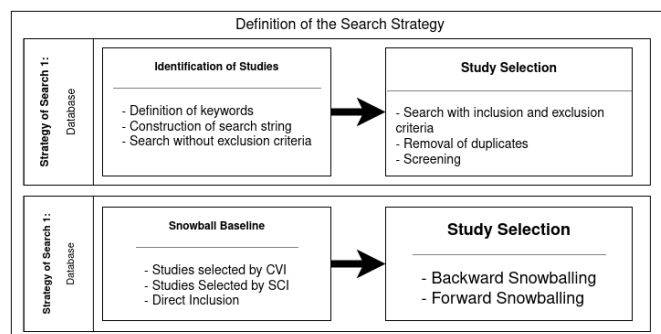 Definition of the Search Strategy
Strategy of Search 1:
Database
Identification of Studies
- Definition of keywords
- Construction of search string
- Search without exclusion criteria
Study Selection
- Search with inclusion and exclusion
criteria
- Removal of duplicates
- Screening
Strategy of Search 1:
Database
Snowball Baseline
- Studies selected by CVI
- Studies Selected by SCI
- Direct Inclusion
Study Selection
- Backward Snowballing
- Forward Snowballing